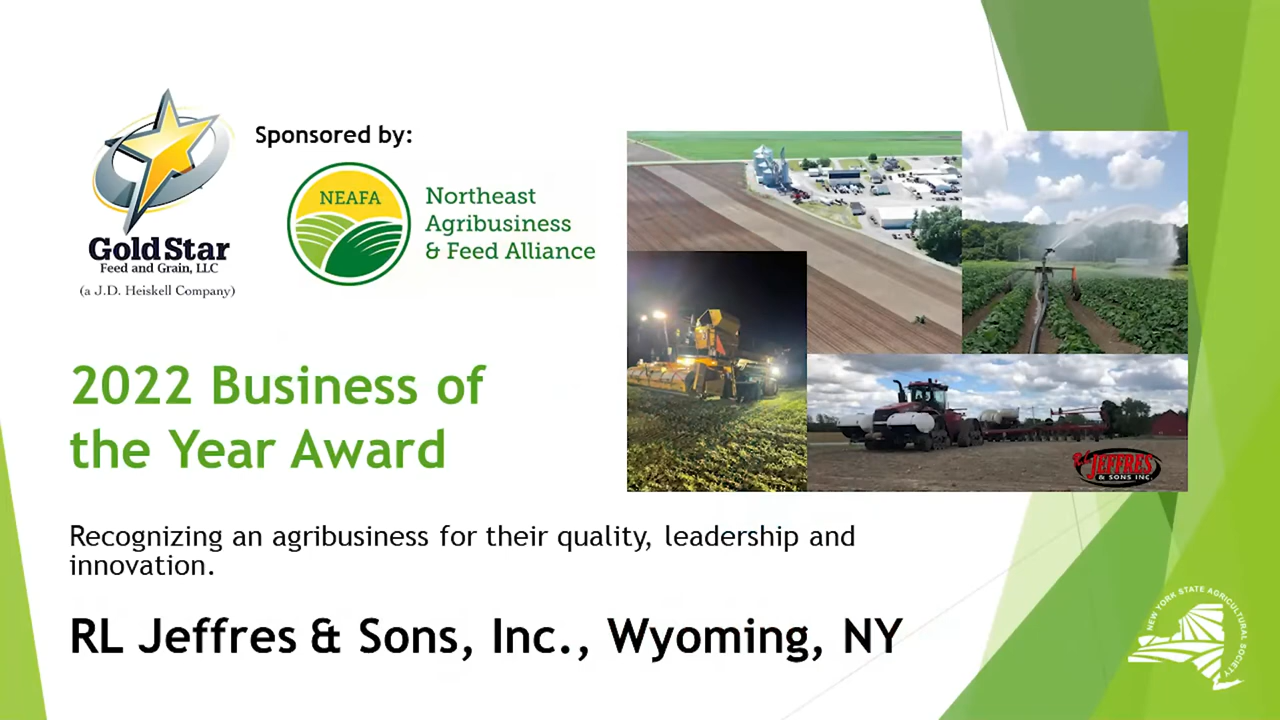 Sponsored by:
GoldStar
Feed and Grain, LLC
(a J.D. Heiskell Company)
NEAFA
Northeast
Agribusiness
& Feed Alliance
2022 Business of
the Year Award
R.L. JEFFRES
& SONS INC.
Recognizing an agribusiness for their quality, leadership and
innovation.
RL Jeffres & Sons, Inc., Wyoming, NY
NEW YORK STATE AGRICULTURAL SOCIETY